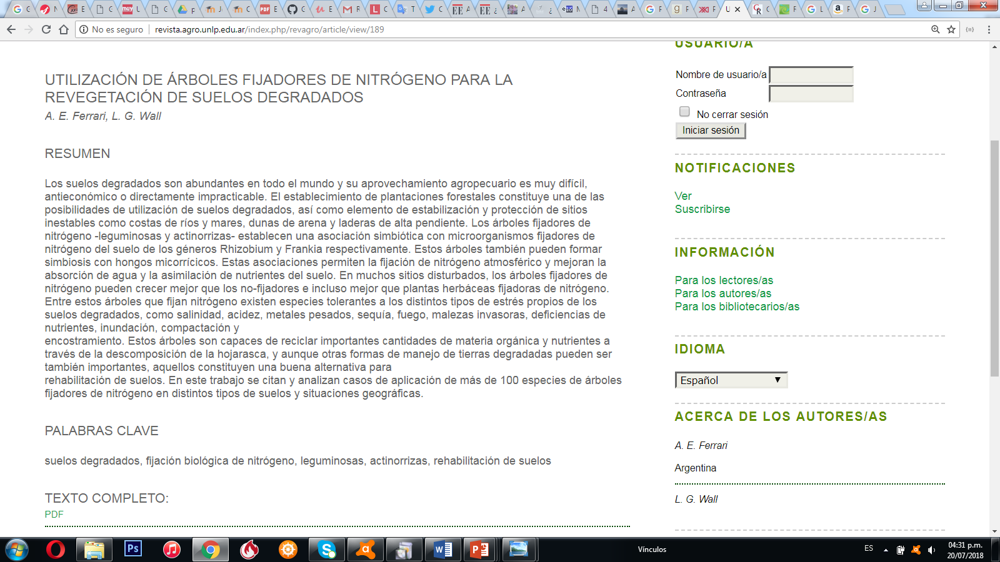 No es seguro
revista.agro.unlp.edu.ar/index.php/revagro/article/view/189
UTILIZACIÓN DE ÁRBOLES FIJADORES DE NITRÓGENO PARA LA
REVEGETACIÓN DE SUELOS DEGRADADOS
A. E. Ferrari, L. G. Wall
RESUMEN
Los suelos degradados son abundantes en todo el mundo y su aprovechamiento agropecuario es muy difícil,
antieconómico o directamente impracticable. El establecimiento de plantaciones forestales constituye una de las
posibilidades de utilización de suelos degradados, así como elemento de estabilización y protección de sitios
inestables como costas de ríos y mares, dunas de arena y laderas de alta pendiente. Los árboles fijadores de
nitrógeno -leguminosas y actinorrizas- establecen una asociación simbiótica con microorganismos fijadores de
nitrógeno del suelo de los géneros Rhizobium y Frankia respectivamente. Estos árboles también pueden formar
simbiosis con hongos micorrícicos. Estas asociaciones permiten la fijación de nitrógeno atmosférico y mejoran la
absorción de agua y la asimilación de nutrientes del suelo. En muchos sitios disturbados, los árboles fijadores de
nitrógeno pueden crecer mejor que los no-fijadores e incluso mejor que plantas herbáceas fijadoras de nitrógeno.
Entre estos árboles que fijan nitrógeno existen especies tolerantes a los distintos tipos de estrés propios de los
suelos degradados, como salinidad, acidez, metales pesados, sequía, fuego, malezas invasoras, deficiencias de
nutrientes, inundación, compactación y
encostramiento. Estos árboles son capaces de reciclar importantes cantidades de materia orgánica y nutrientes a
través de la descomposición de la hojarasca, y aunque otras formas de manejo de tierras degradadas pueden ser
también importantes, aquellos constituyen una buena alternativa para
rehabilitación de suelos. En este trabajo se citan y analizan casos de aplicación de más de 100 especies de árboles
fijadores de nitrógeno en distintos tipos de suelos y situaciones geográficas.
PALABRAS CLAVE
suelos degradados, fijación biológica de nitrógeno, leguminosas, actinorrizas, rehabilitación de suelos
TEXTO COMPLETO:
PDF
USUARIO/A
Nombre de usuario/a
Contraseña
No cerrar sesión
Iniciar sesión
NOTIFICACIONES
Ver
Suscribirse
INFORMACIÓN
Para los lectores/as
Para los autores/as
Para los bibliotecarios/as
IDIOMA
Español
ACERCA DE LOS AUTORES/AS
A. E. Ferrari
Argentina
L. G. Wall
Vínculos
ES
04:31 p.m.
20/07/2018